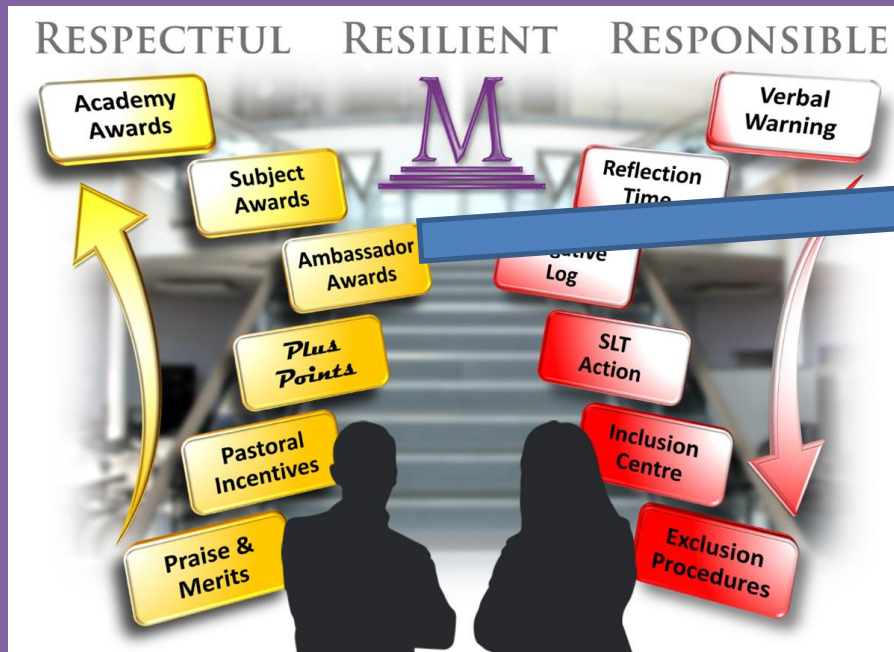 RESPECTFUL RESILIENT RESPONSIBLE
M
Academy
Awards
Subject
Awards
Ambassador
Awards
Plus
Points
Pastoral
Incentives
Praise &
Merits
Verbal
Warning
Reflection
Time
Log
SLT
Action
Inclusion
Centre
Exclusion
Procedures